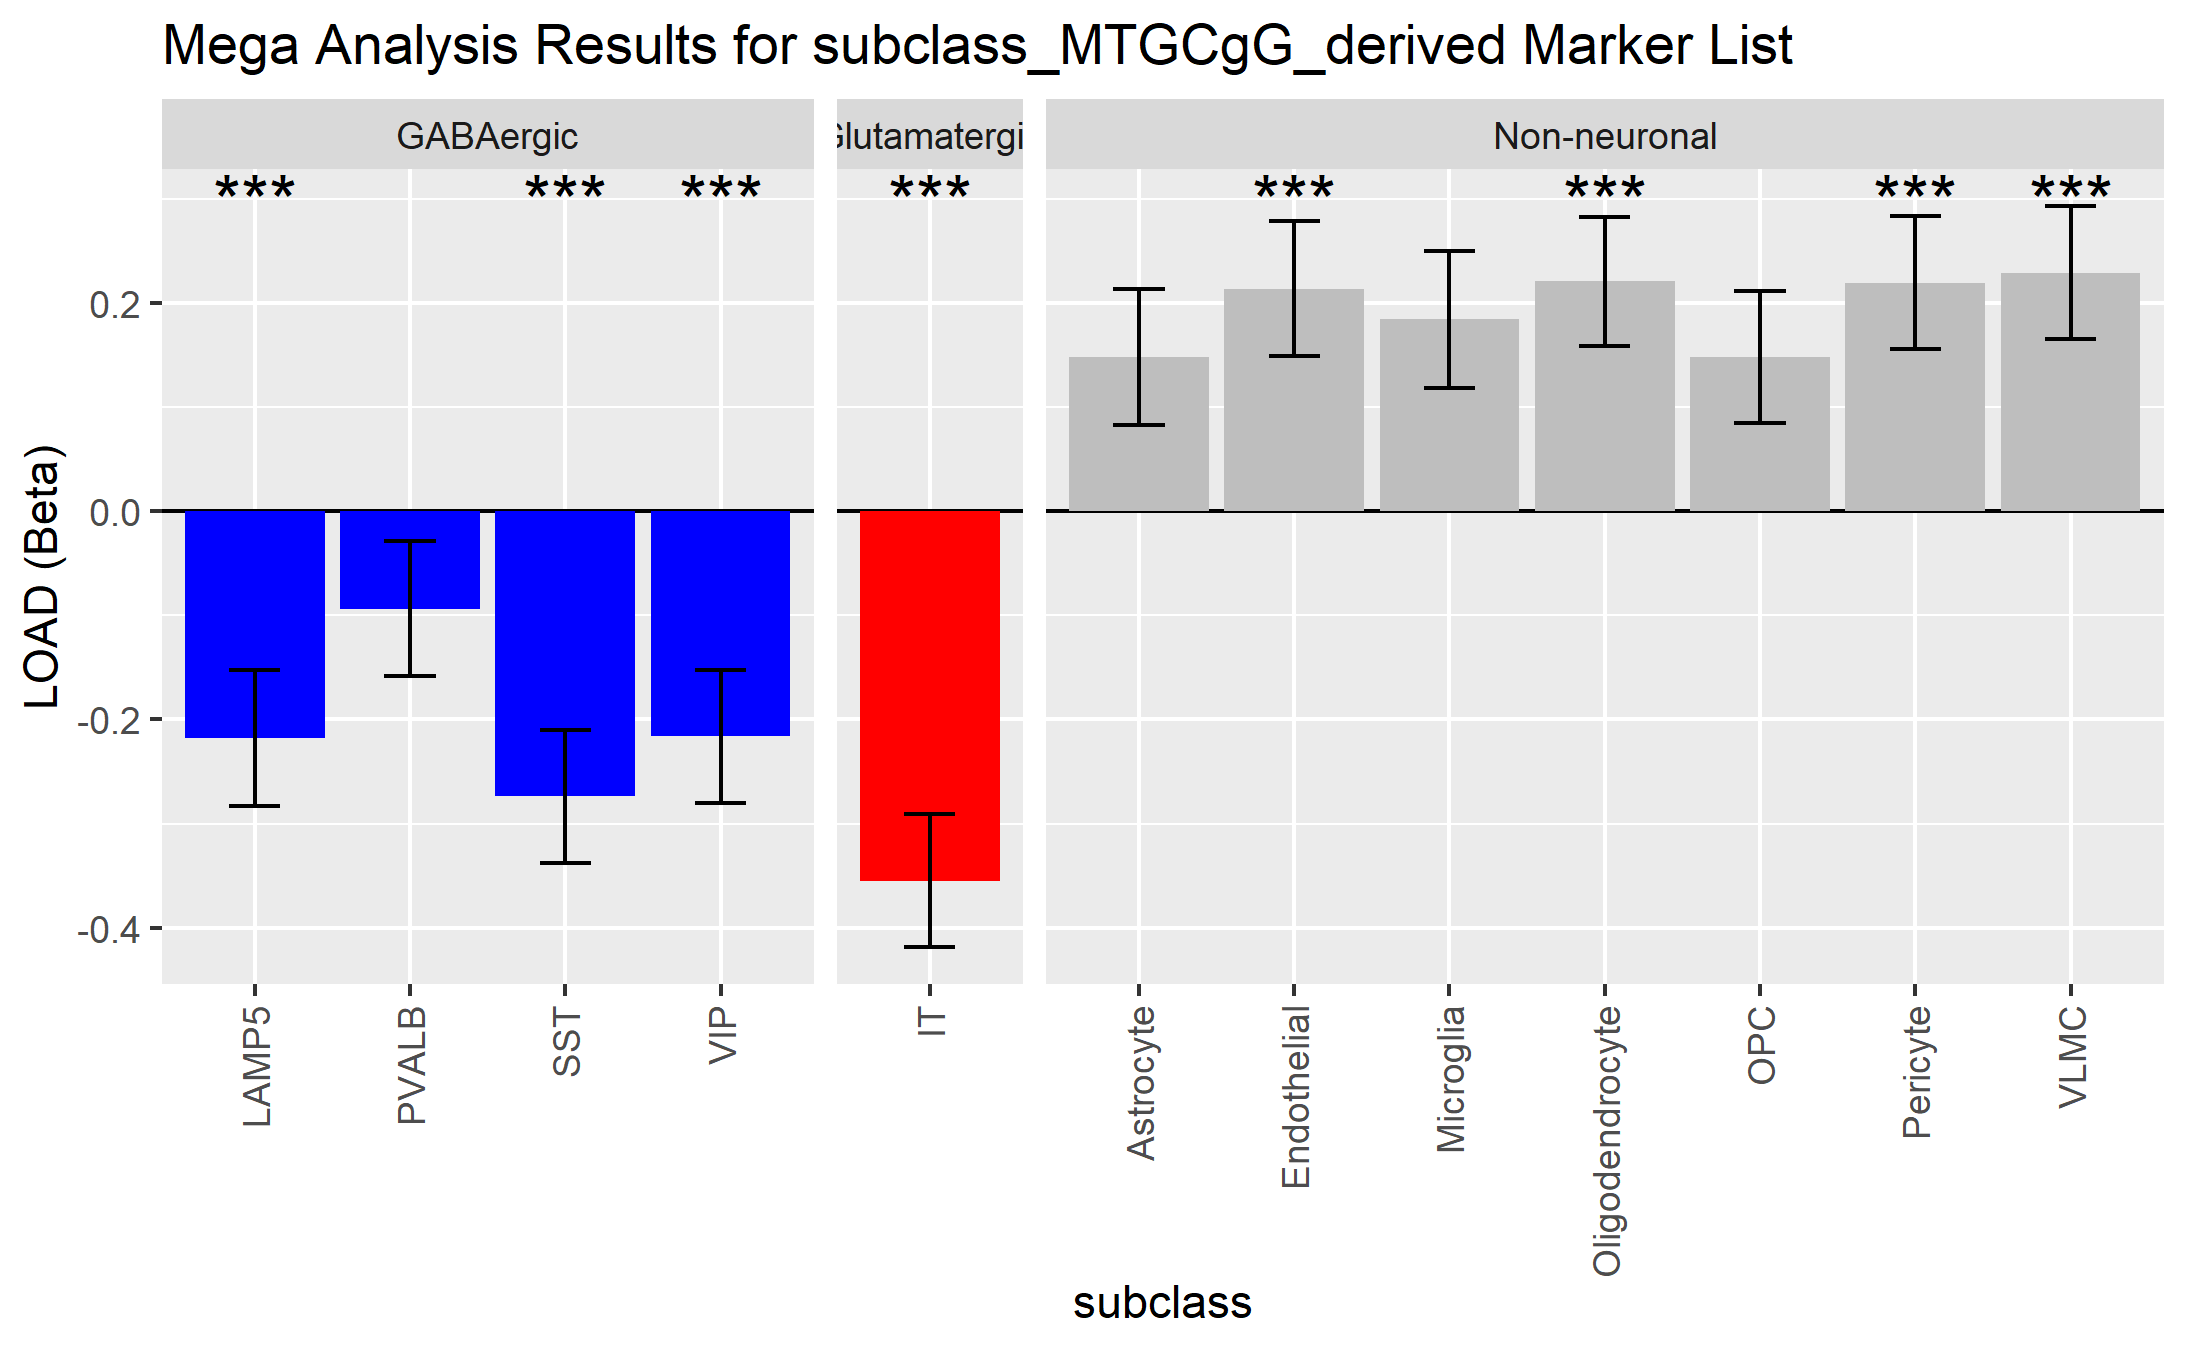 Mega Analysis Results for subclass_MTGCgG_derived Marker List
GABAergic
Glutamatergi
Non-neuronal
*** *** *** *** *** *** *** ***
LOAD (Beta)
0.2
0.0
-0.2
-0.4
LAMP5
PVALB
SST
VIP
IT
Astrocyte
Endothelial
Microglia
Oligodendrocyte
OPC
Pericyte
VLMC
subclass